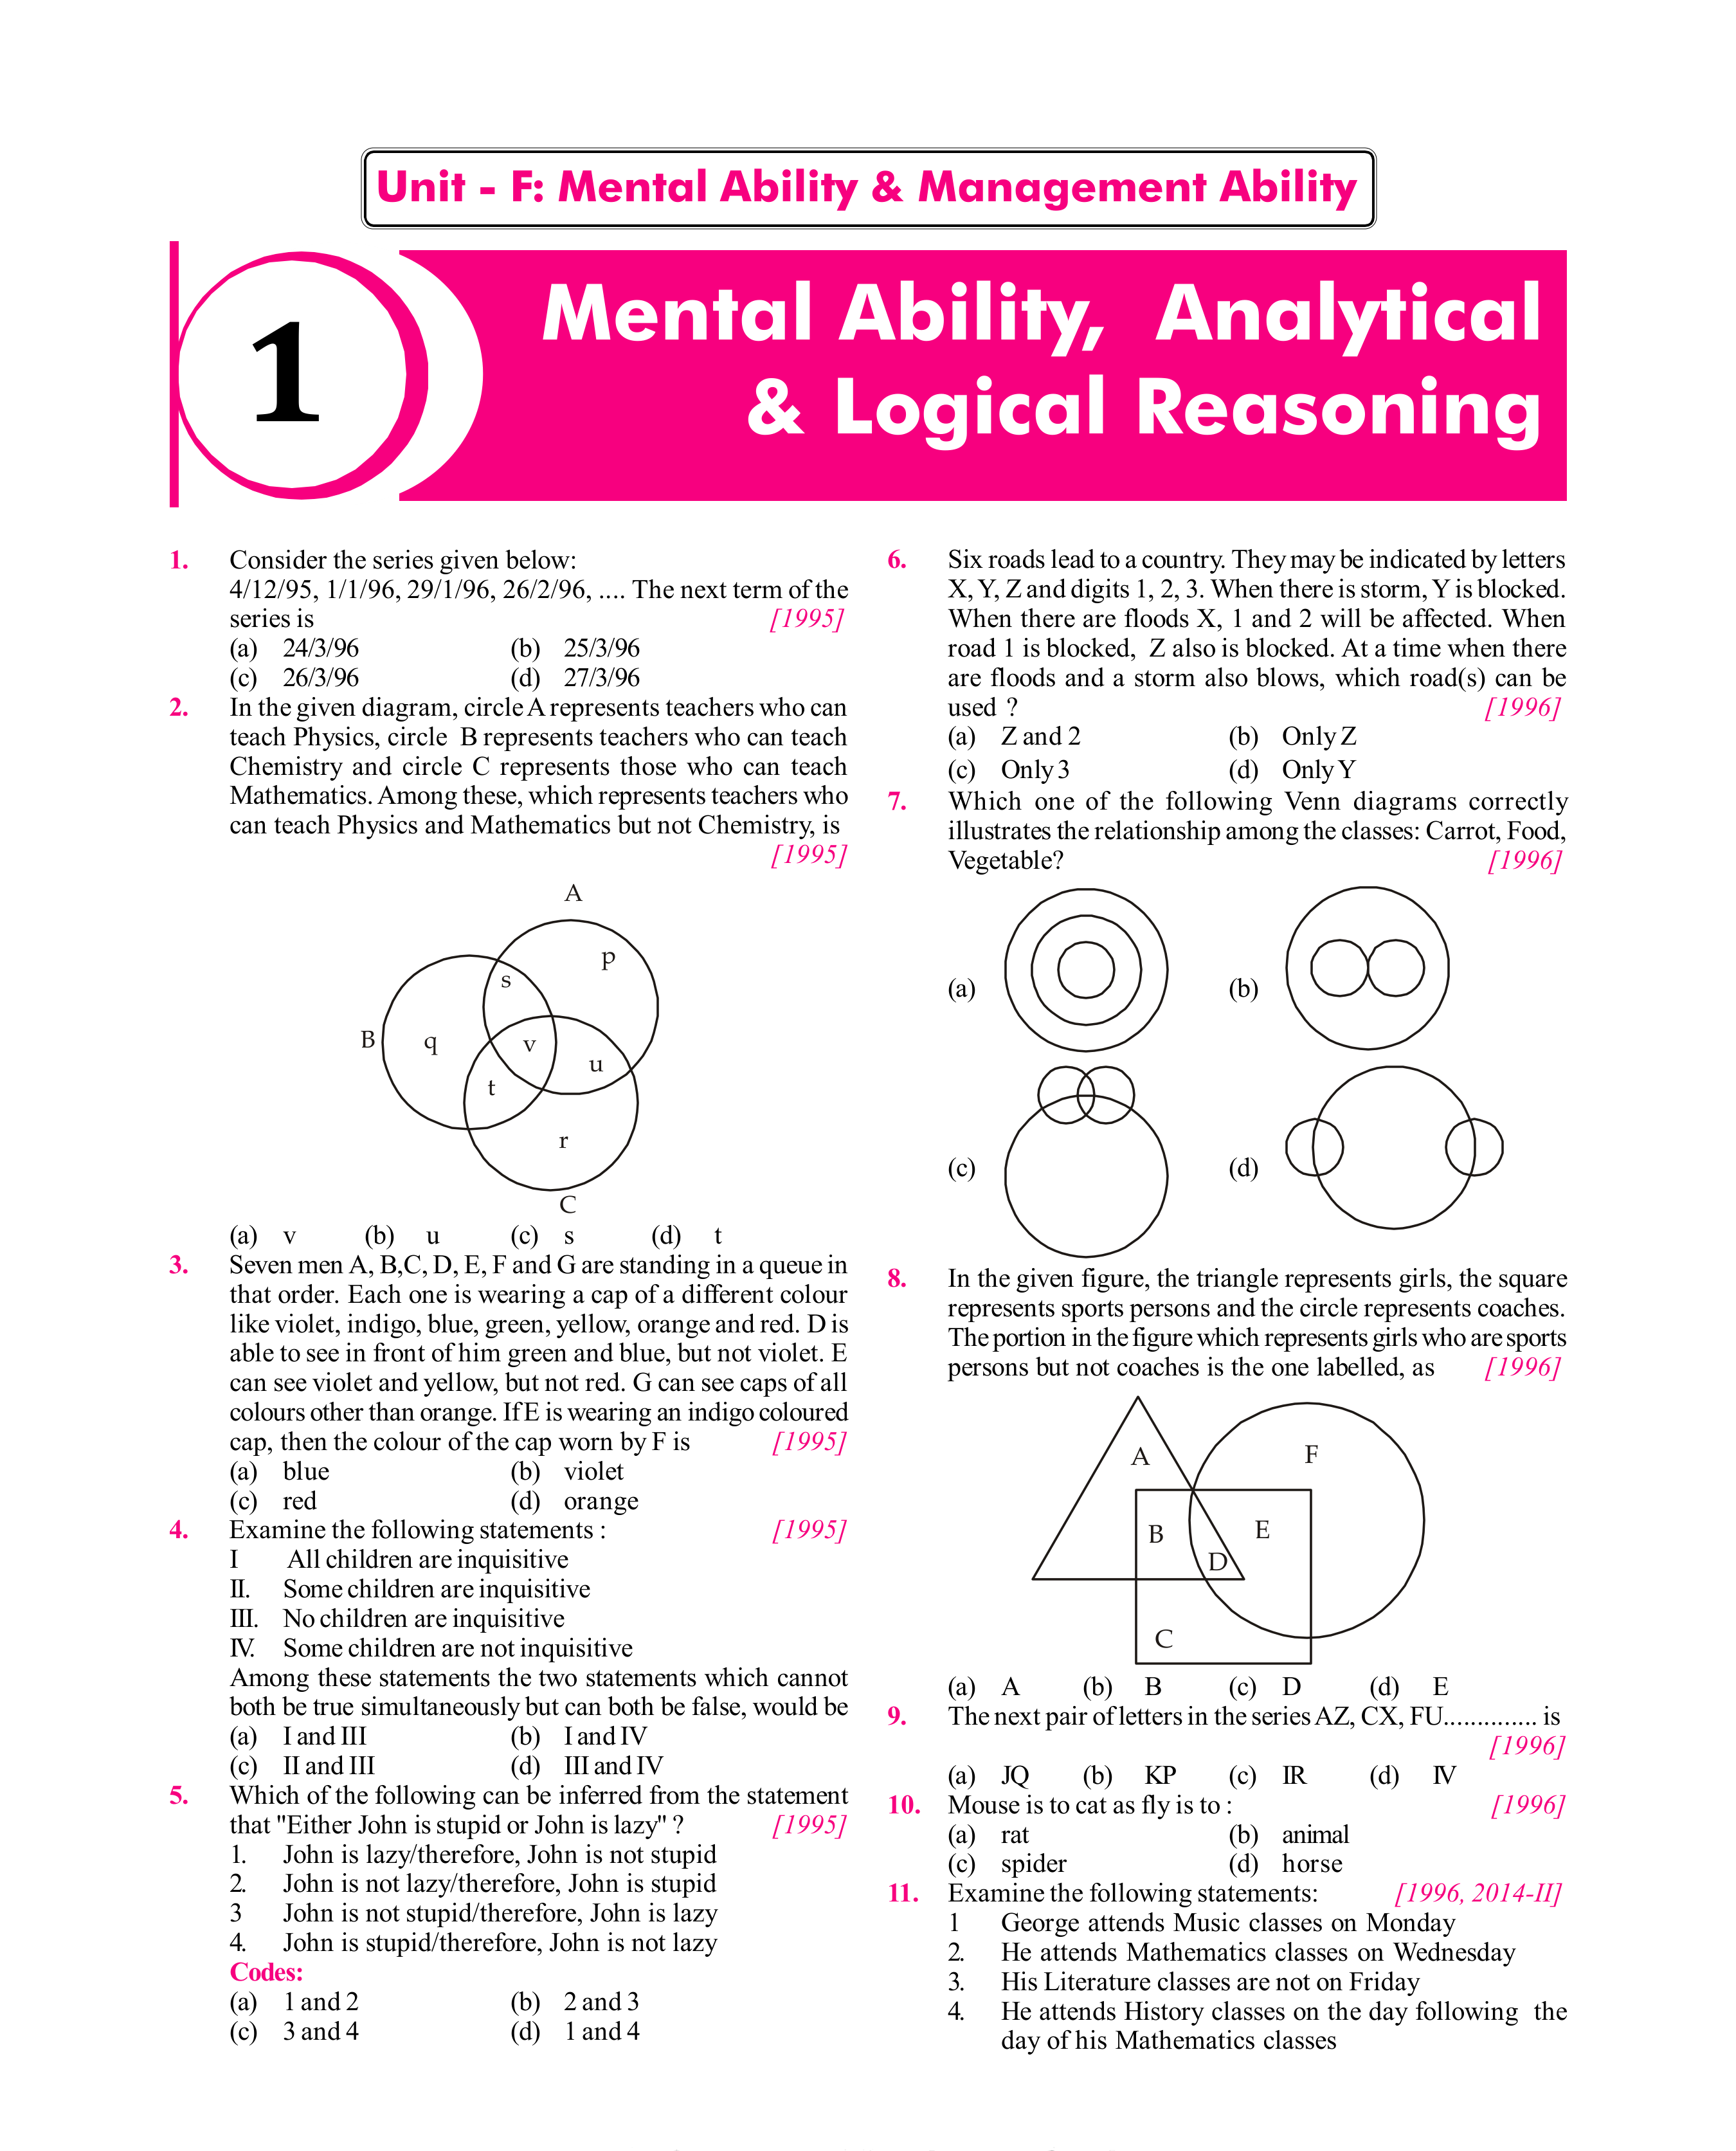 Unit - F: Mental Ability & Management Ability
1
Mental Ability, Analytical
& Logical Reasoning
1. Consider the series given below:
4/12/95, 1/1/96, 29/1/96, 26/2/96, .... The next term of the
series is [1995]
(a) 24/3/96 (b) 25/3/96
(c) 26/3/96 (d) 27/3/96
2. In the given diagram, circle A represents teachers who can
teach Physics, circle B represents teachers who can teach
Chemistry and circle C represents those who can teach
Mathematics. Among these, which represents teachers who
can teach Physics and Mathematics but not Chemistry, is
[1995]
A
p
s
B
q
v
u
t
r
C
(a) v (b) u (c) s (d) t
3. Seven men A, B,C, D, E, F and G are standing in a queue in
that order. Each one is wearing a cap of a different colour
like violet, indigo, blue, green, yellow, orange and red. D is
able to see in front of him green and blue, but not violet. E
can see violet and yellow, but not red. G can see caps of all
colours other than orange. If E is wearing an indigo coloured
cap, then the colour of the cap worn by F is [1995]
(a) blue (b) violet
(c) red (d) orange
4. Examine the following statements : [1995]
I All children are inquisitive
II. Some children are inquisitive
III. No children are inquisitive
IV. Some children are not inquisitive
Among these statements the two statements which cannot
both be true simultaneously but can both be false, would be
(a) I and III (b) I and IV
(c) II and III (d) III and IV
5. Which of the following can be inferred from the statement
that "Either John is stupid or John is lazy" ? [1995]
1. John is lazy/therefore, John is not stupid
2. John is not lazy/therefore, John is stupid
3 John is not stupid/therefore, John is lazy
4. John is stupid/therefore, John is not lazy
Codes:
(a) 1 and 2 (b) 2 and 3
(c) 3 and 4 (d) 1 and 4
6. Six roads lead to a country. They may be indicated by letters
X, Y, Z and digits 1, 2, 3. When there is storm, Y is blocked.
When there are floods X, 1 and 2 will be affected. When
road 1 is blocked, Z also is blocked. At a time when there
are floods and a storm also blows, which road(s) can be
used ? [1996]
(a) Z and 2 (b) Only Z
(c) Only 3 (d) Only Y
7. Which one of the following Venn diagrams correctly
illustrates the relationship among the classes: Carrot, Food,
Vegetable? [1996]
(a) (b)
(c) (d)
8. In the given figure, the triangle represents girls, the square
represents sports persons and the circle represents coaches.
The portion in the figure which represents girls who are sports
persons but not coaches is the one labelled, as [1996]
A
F
B
E
D
C
(a) A (b) B (c) D (d) E
9. The next pair of letters in the series AZ, CX, FU.............. is
[1996]
(a) JQ (b) KP (c) IR (d) IV
10. Mouse is to cat as fly is to : [1996]
(a) rat (b) animal
(c) spider (d) horse
11. Examine the following statements: [1996, 2014-II]
1 George attends Music classes on Monday
2. He attends Mathematics classes on Wednesday
3. His Literature classes are not on Friday
4. He attends History classes on the day following the
day of his Mathematics classes